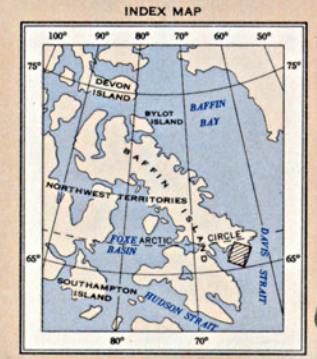 INDEX MAP
100° 90° 80° 70° 60° 50°
75° 75°
DEVON
ISLAND
BAFFIN
BAY
BYLOT
ISLAND
BAFFIN ISLAND
NORTHWEST TERRITORIES
FOXE
BASIN
ARCTIC CIRCLE
DAVIS STRAIT
65° 65°
SOUTHAMPTON
ISLAND
HUDSON STRAIT
80° 70°